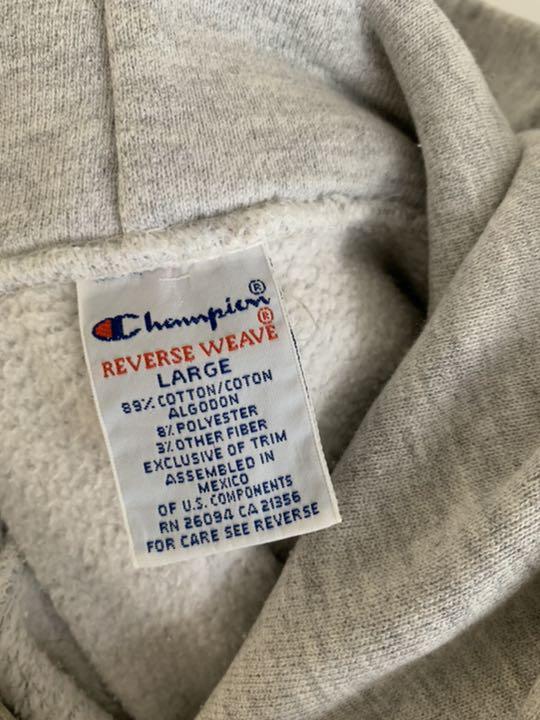 Champion®
REVERSE WEAVE®
LARGE
89% COTTON/COTON
ALGODON
8% POLYESTER
3% OTHER FIBER
EXCLUSIVE OF TRIM
ASSEMBLED IN
MEXICO
OF U.S. COMPONENTS
RN 26094 CA 21356
FOR CARE SEE REVERSE